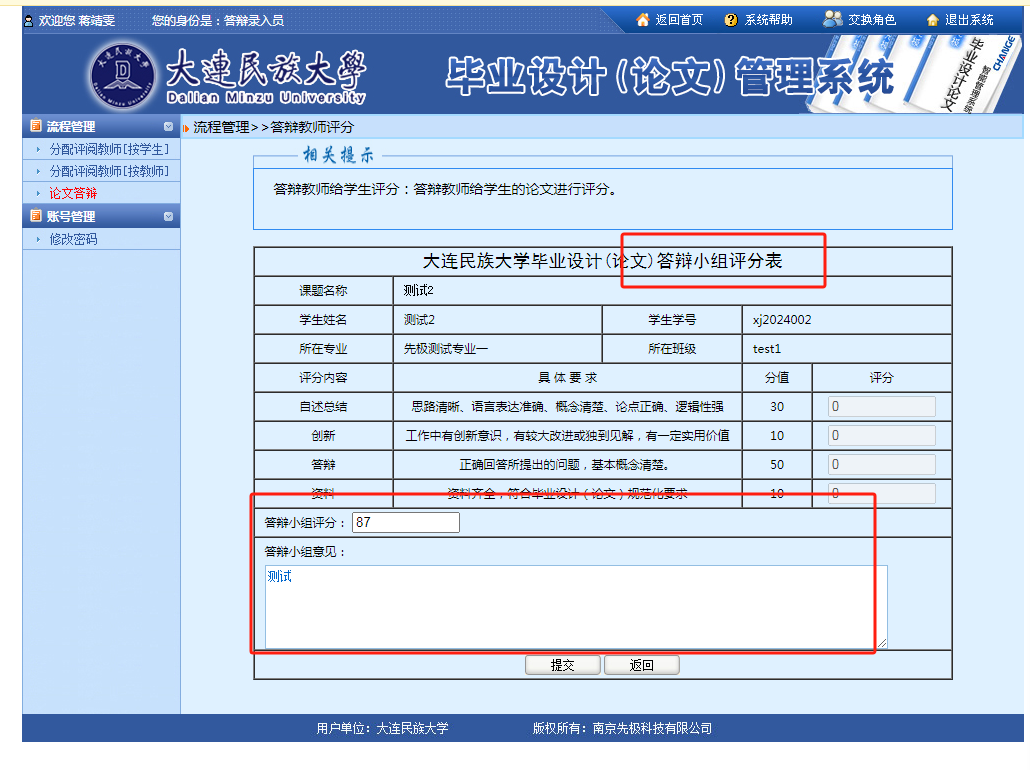 欢迎您 蒋靖雯 您的身份是：答辩录入员 返回首页 系统帮助 交换角色 退出系统
大連民族大學
Dalian Minzu University
毕业设计(论文)管理系统
毕业设计论文
智能管理系统
CHANGE
流程管理
分配评阅教师[按学生]
分配评阅教师[按教师]
论文答辩
账号管理
修改密码
流程管理>>答辩教师评分
相关提示
答辩教师给学生评分：答辩教师给学生的论文进行评分。
大连民族大学毕业设计(论文)答辩小组评分表
课题名称 测试2
学生姓名 测试2 学生学号 xj2024002
所在专业 先极测试专业一 所在班级 test1
评分内容 具 体 要 求 分值 评分
自述总结 思路清晰、语言表达准确、概念清楚、论点正确、逻辑性强 30 0
创新 工作中有创新意识，有较大改进或独到见解，有一定实用价值 10 0
答辩 正确回答所提出的问题，基本概念清楚。 50 0
资料 资料齐全，符合毕业设计（论文）规范化要求 10 0
答辩小组评分： 87
答辩小组意见：
测试
提交 返回
用户单位：大连民族大学 版权所有：南京先极科技有限公司